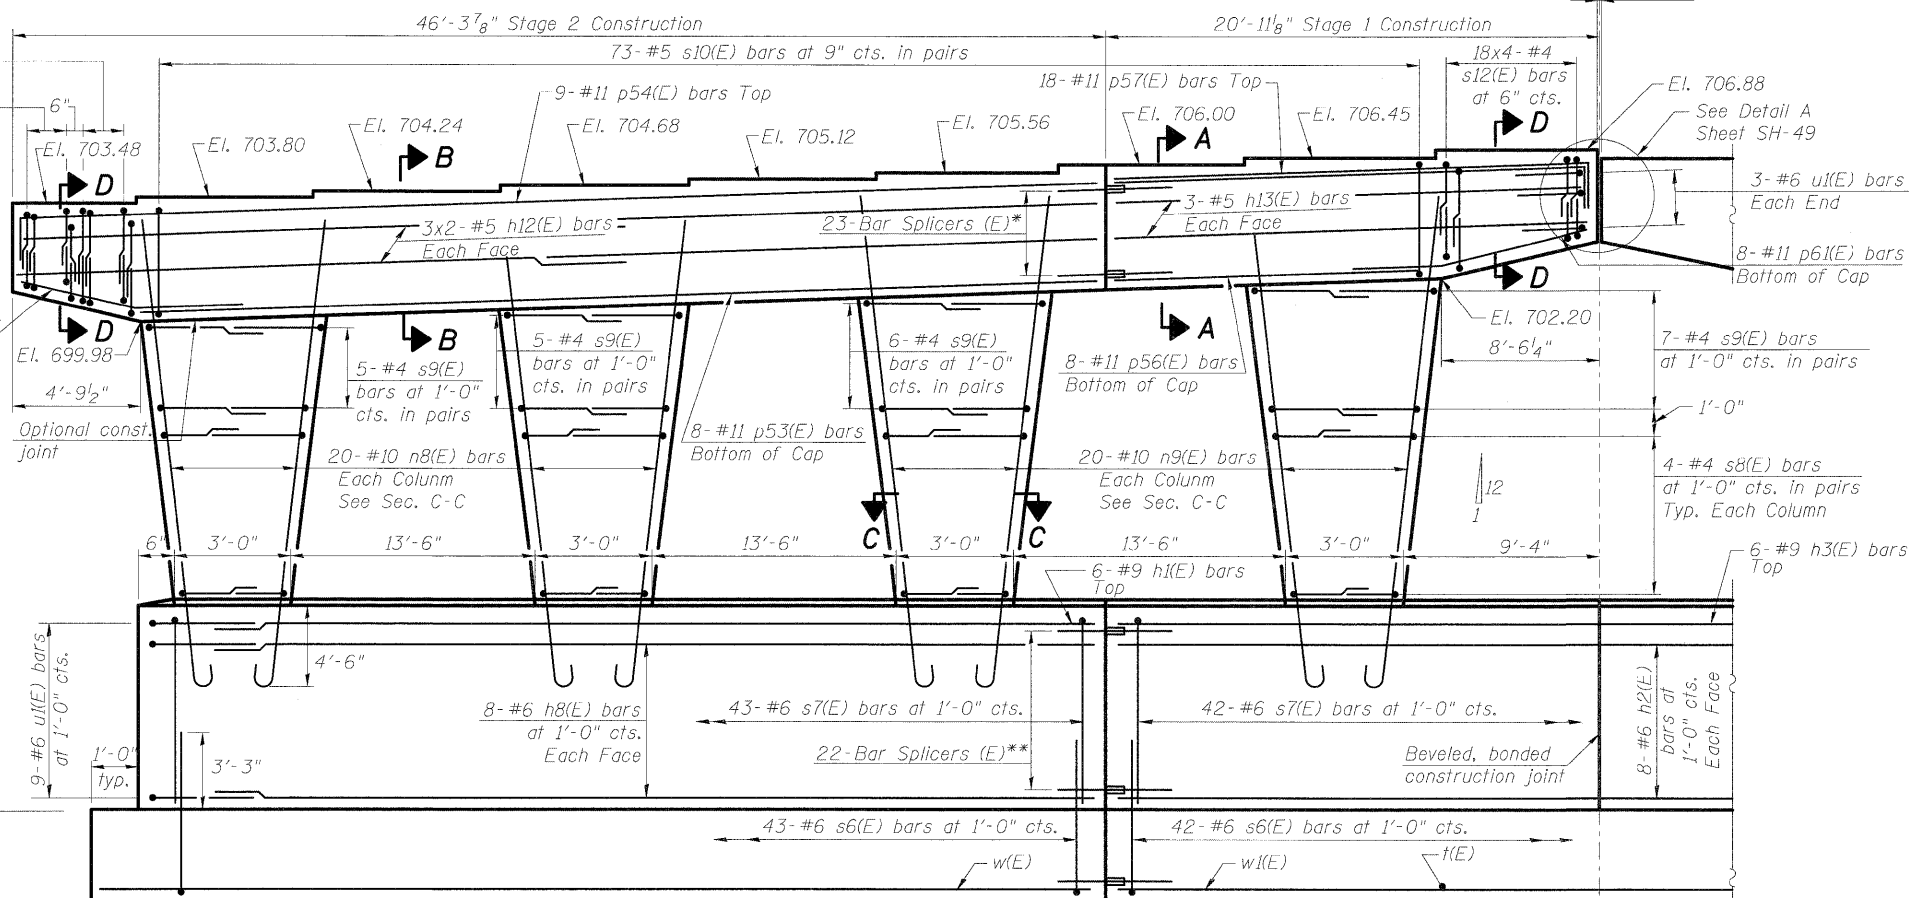 46'-3 7/8" Stage 2 Construction
20'-11 1/8" Stage 1 Construction
73-#5 s10(E) bars at 9" cts. in pairs
18x4-#4
s12(E) bars
at 6" cts.
18-#11 p57(E) bars Top
9-#11 p54(E) bars Top
El. 706.88
See Detail A
Sheet SH-49
6"
El. 703.48
El. 703.80
El. 704.24
El. 704.68
El. 705.12
El. 705.56
El. 706.00
El. 706.45
A
B
D
D
3-#6 u1(E) bars
Each End
3x2-#5 h12(E) bars
Each Face
23-Bar Splicers (E)*
3-#5 h13(E) bars
Each Face
8-#11 p61(E) bars
Bottom of Cap
D
D
B
A
El. 699.98
El. 702.20
4'-9 1/2"
8'-6 1/4"
5-#4 s9(E)
bars at 1'-0"
cts. in pairs
5-#4 s9(E)
bars at 1'-0"
cts. in pairs
6-#4 s9(E)
bars at 1'-0"
cts. in pairs
8-#11 p56(E) bars
Bottom of Cap
7-#4 s9(E) bars
at 1'-0" cts. in pairs
1'-0"
Optional const.
joint
8-#11 p53(E) bars
Bottom of Cap
20-#10 n8(E) bars
Each Colunm
See Sec. C-C
20-#10 n9(E) bars
Each Colunm
See Sec. C-C
12
1
4-#4 s8(E) bars
at 1'-0" cts. in pairs
Typ. Each Column
C
C
6"
3'-0"
13'-6"
3'-0"
13'-6"
3'-0"
13'-6"
3'-0"
9'-4"
6-#9 h1(E) bars
Top
6-#9 h3(E) bars
Top
4'-6"
9-#6 u1(E) bars
at 1'-0" cts.
8-#6 h8(E) bars
at 1'-0" cts.
Each Face
43-#6 s7(E) bars at 1'-0" cts.
42-#6 s7(E) bars at 1'-0" cts.
22-Bar Splicers (E)**
Beveled, bonded
construction joint
8-#6 h2(E)
bars at
1'-0" cts.
Each Face
1'-0"
typ.
3'-3"
43-#6 s6(E) bars at 1'-0" cts.
42-#6 s6(E) bars at 1'-0" cts.
w(E)
w1(E)
t(E)